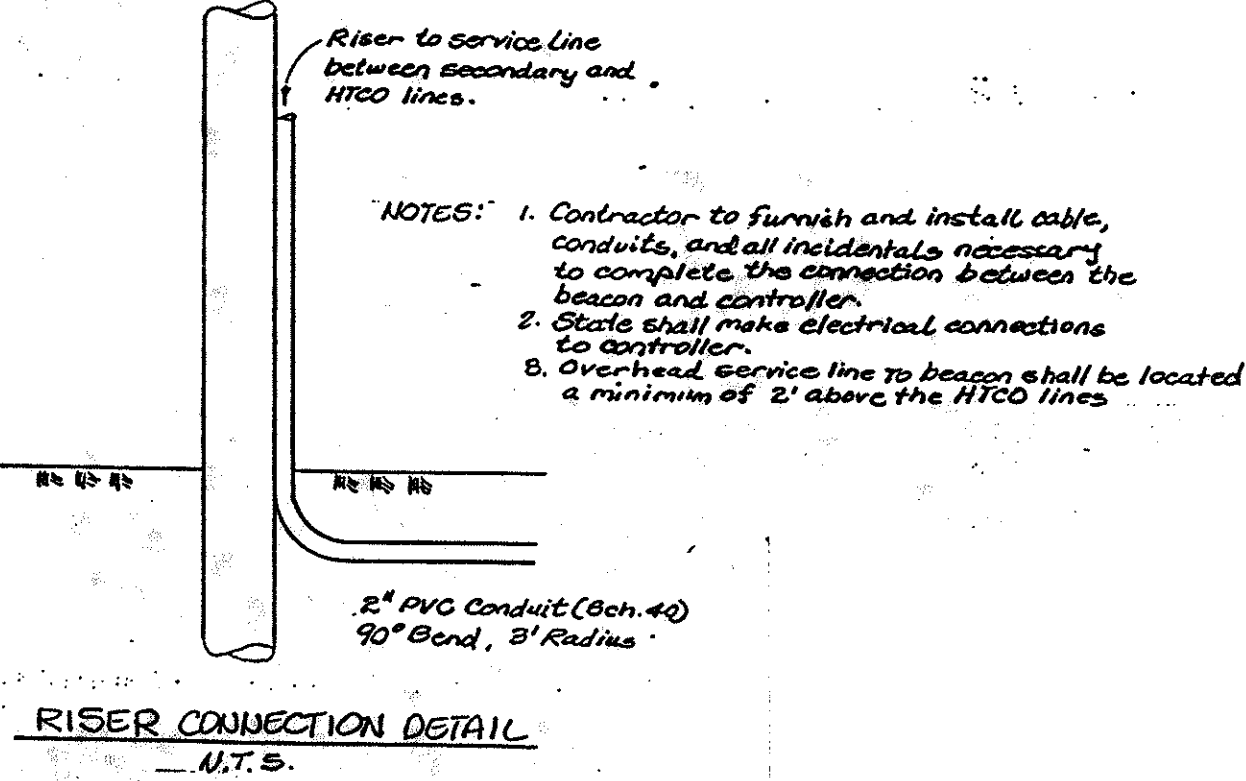 Riser to service line
between secondary and
HTCO lines.
NOTES: 1. Contractor to furnish and install cable,
conduits, and all incidentals necessary
to complete the connection between the
beacon and controller.
2. State shall make electrical connections
to controller.
3. Overhead service line to beacon shall be located
a minimum of 2' above the HTCO lines
2" PVC Conduit (Sch. 40)
90° Bend, 3' Radius
RISER CONNECTION DETAIL
N.T.S.